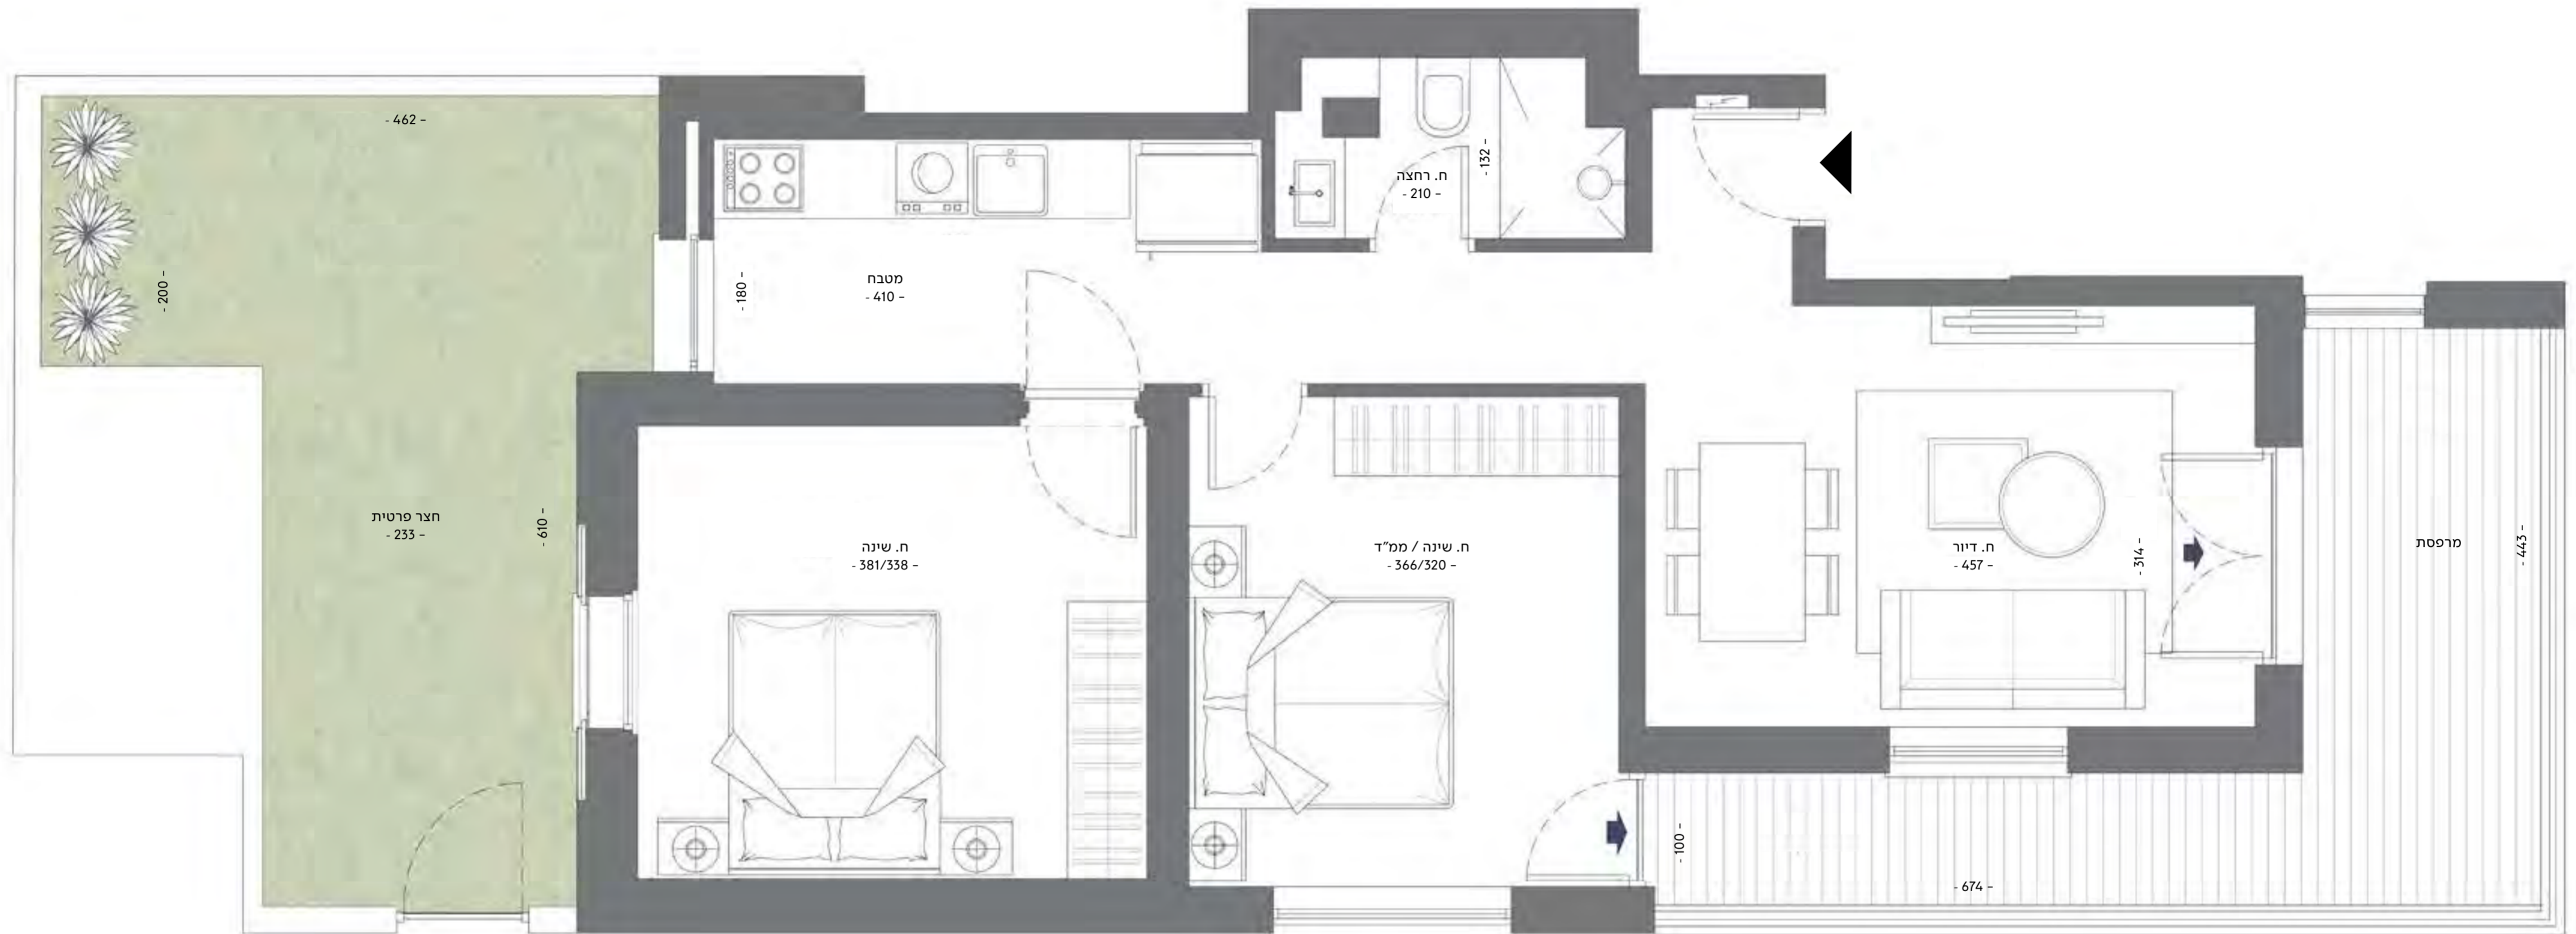 - 462 -
- 200 -
חצר פרטית
- 233 -
- 610 -
מטבח
- 410 -
- 180 -
ח. רחצה
- 210 -
- 132 -
ח. שינה
- 381/338 -
ח. שינה / ממ"ד
- 366/320 -
ח. דיור
- 457 -
- 314 -
מרפסת
- 443 -
- 100 -
- 674 -